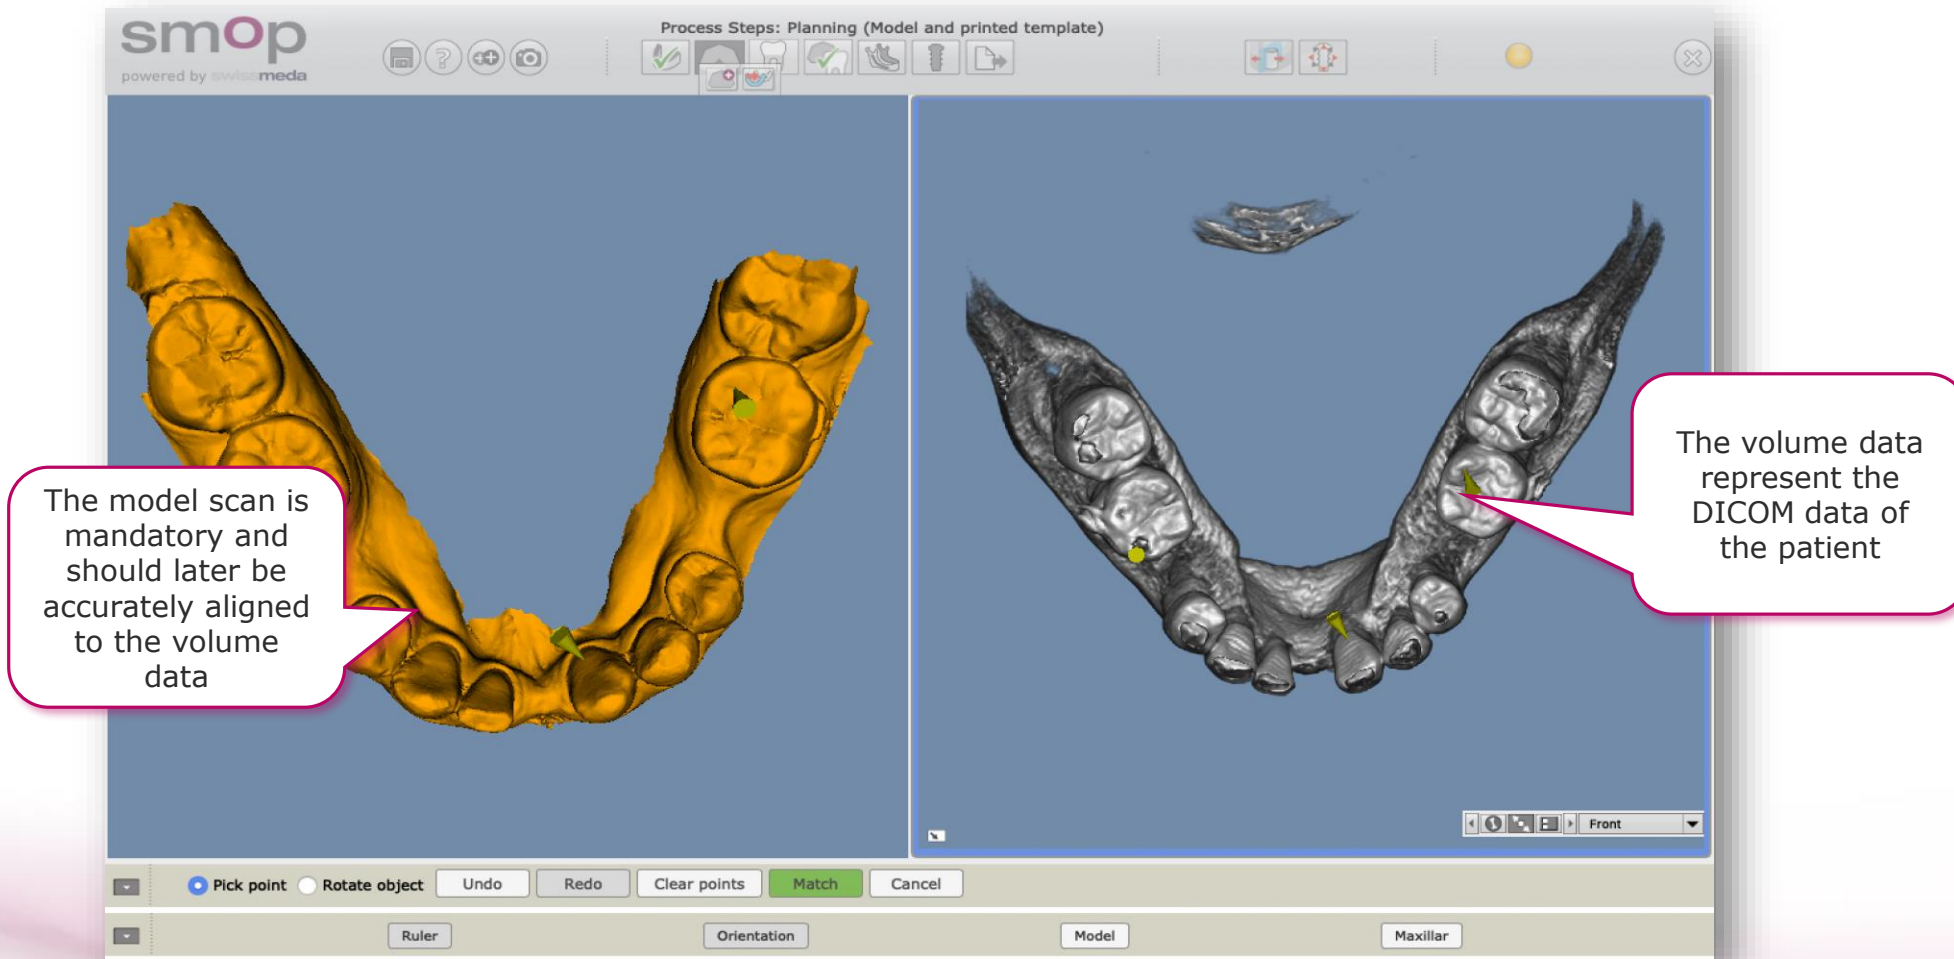 smop
powered by swissmeda
Process Steps: Planning (Model and printed template)
The model scan is
mandatory and
should later be
accurately aligned
to the volume
data
The volume data
represent the
DICOM data of
the patient
Front
Pick point
Rotate object
Undo
Redo
Clear points
Match
Cancel
Ruler
Orientation
Model
Maxillar